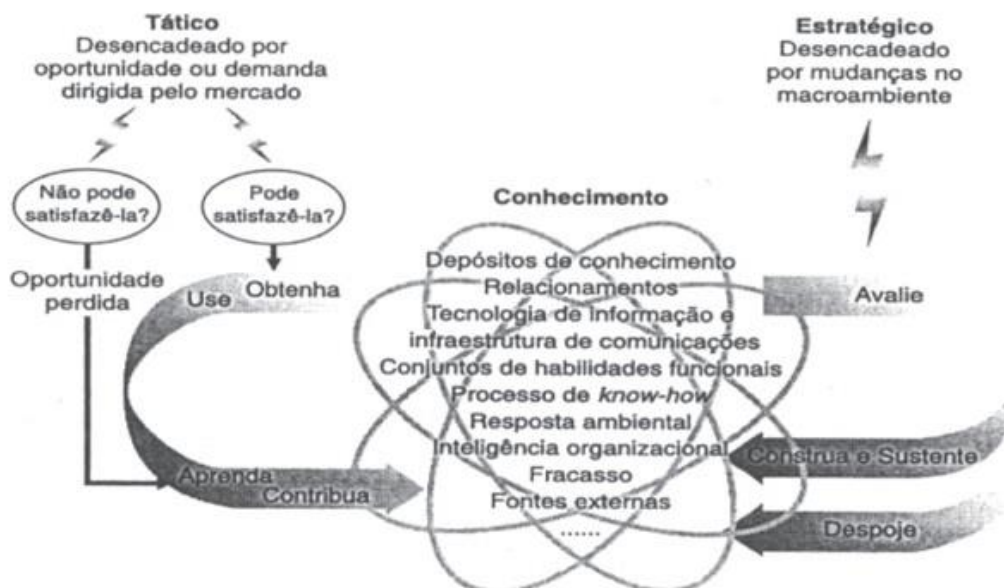 Tático
Desencadeado por
oportunidade ou demanda
dirigida pelo mercado
Estratégico
Desencadeado
por mudanças no
macroambiente
Não pode
satisfazê-la?
Pode
satisfazê-la?
Oportunidade
perdida
Use
Obtenha
Aprenda
Contribua
Conhecimento
Depósitos de conhecimento
Relacionamentos
Tecnologia de informação e
infraestrutura de comunicações
Conjuntos de habilidades funcionais
Processo de know-how
Resposta ambiental
Inteligência organizacional
Fracasso
Fontes externas
......
Avalie
Construa e Sustente
Despoje